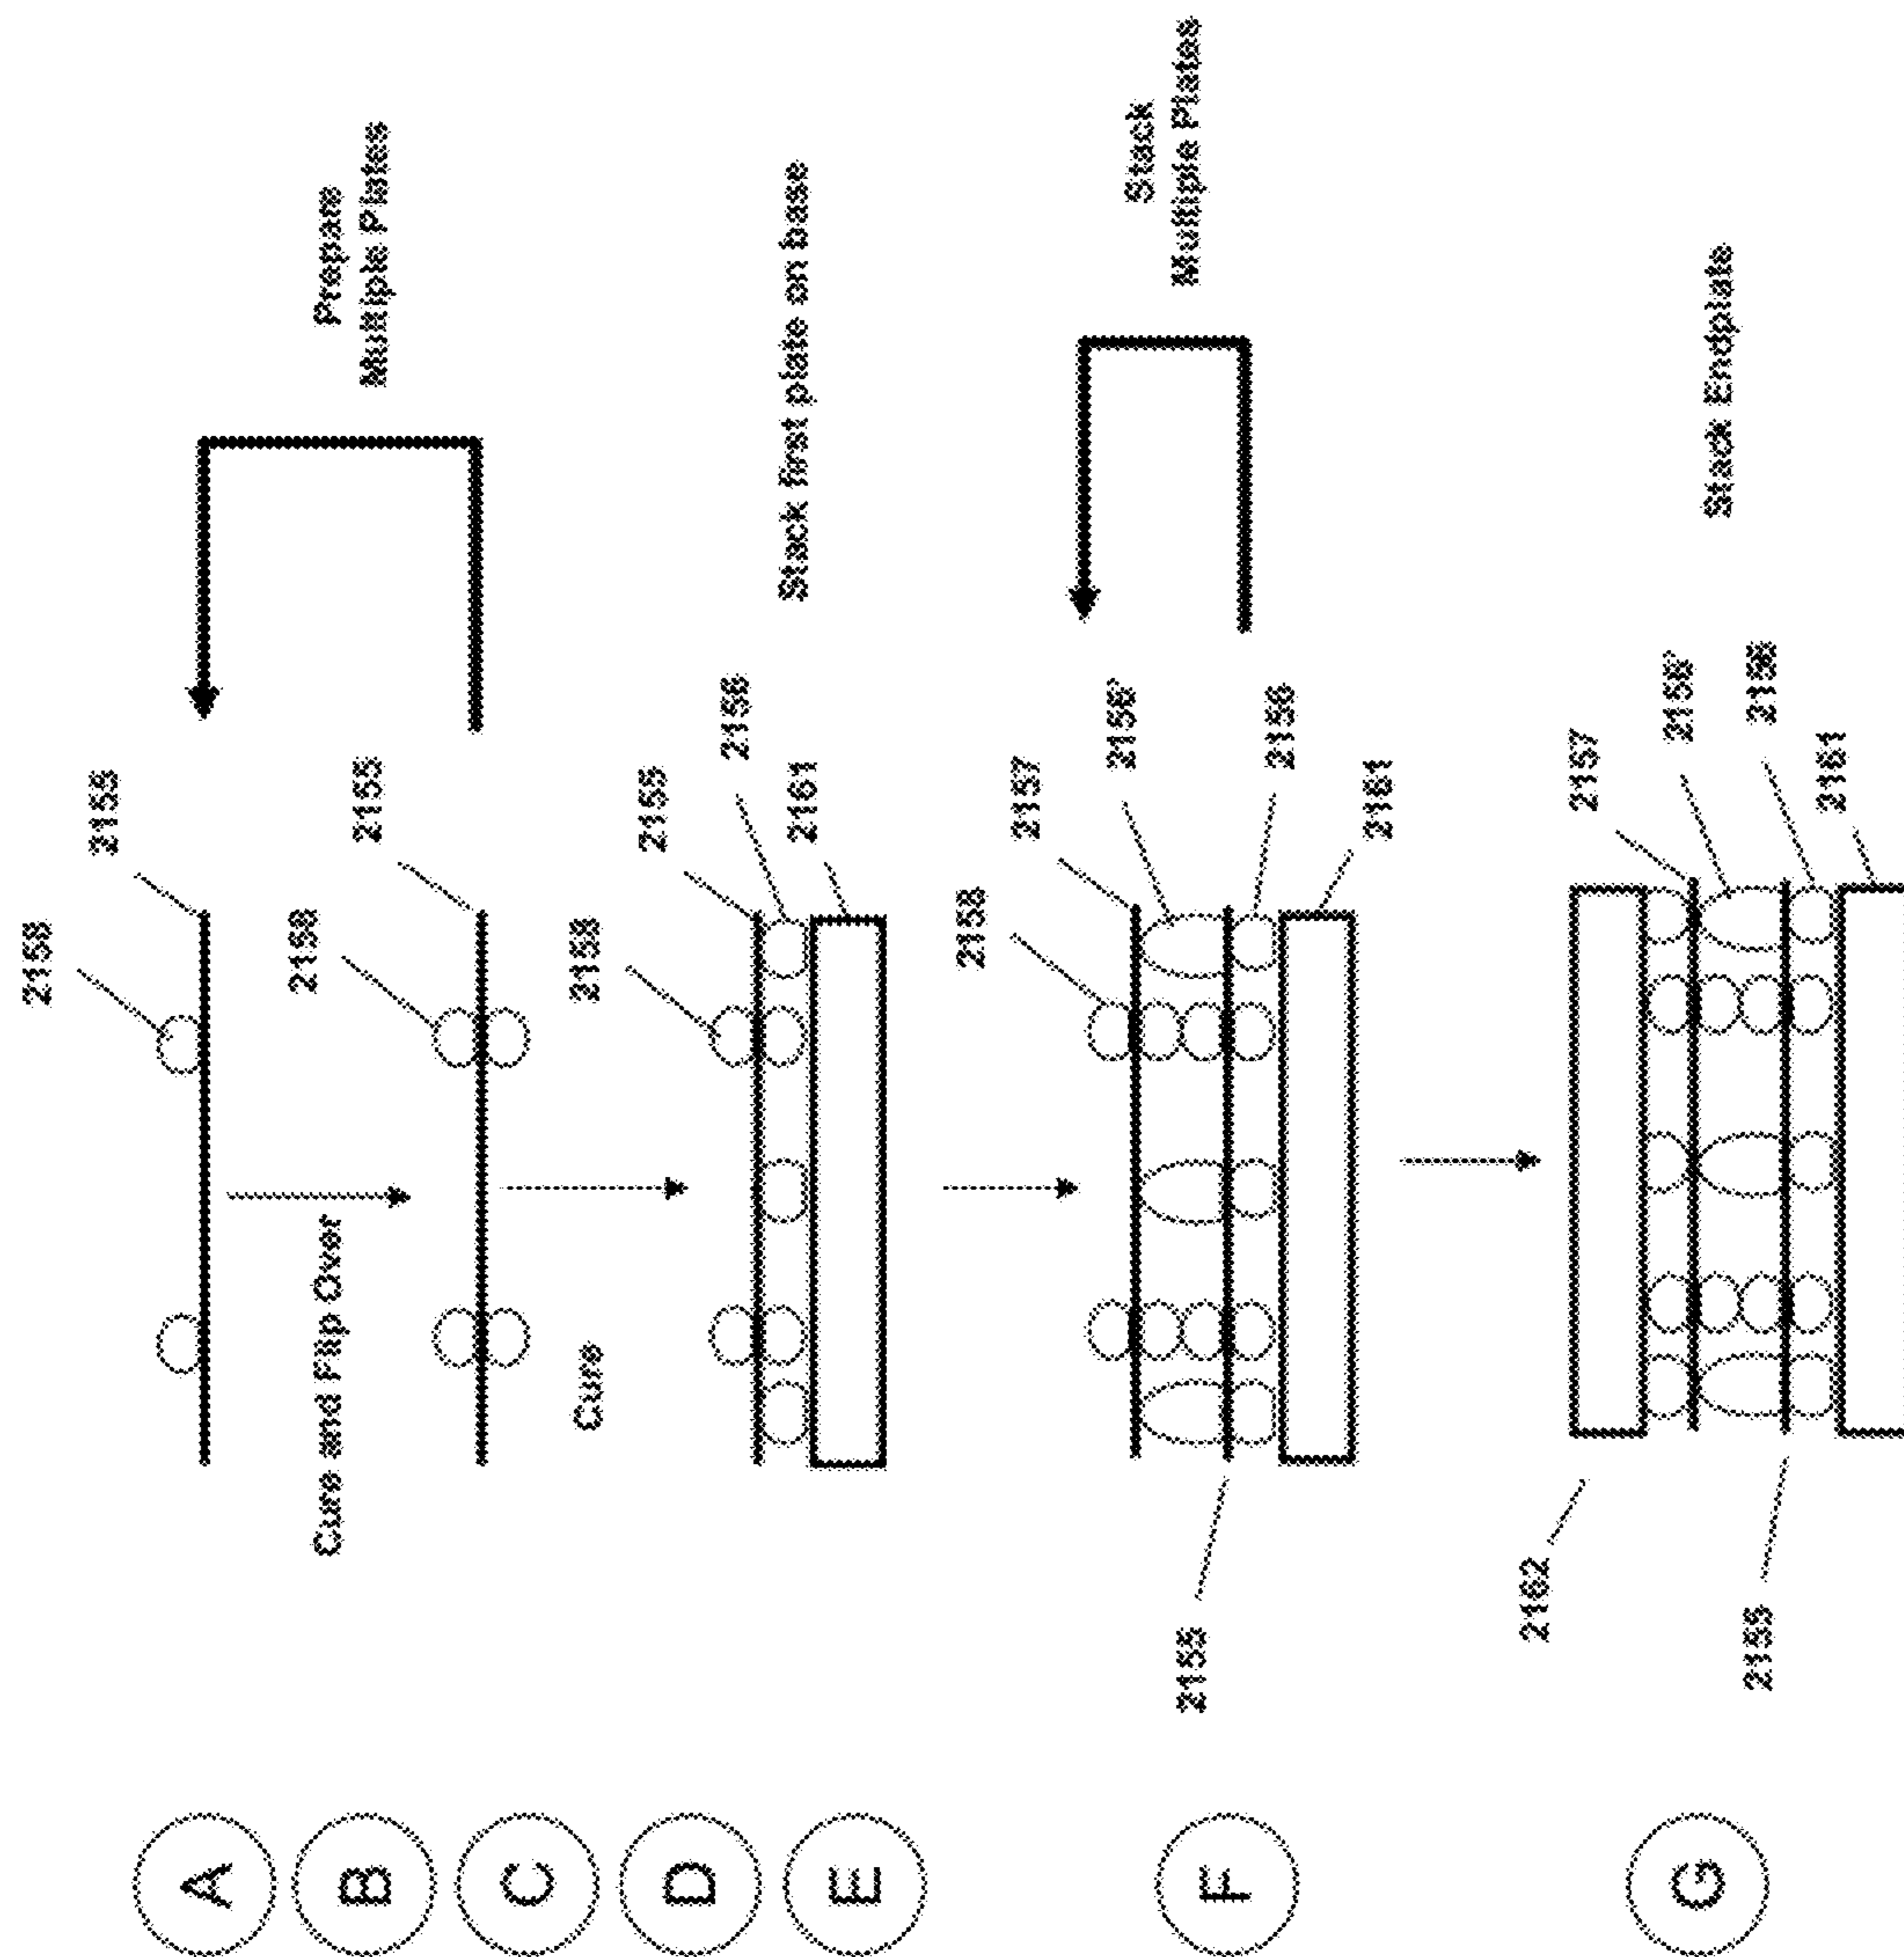 A
2158
2155
Prepare
Multiple Plates
B
Cure and Flip Over
C
2158
2155
D
Cure
E
2158
2155
2156
2161
Stack first plate on base
F
2155
2158
2157
2156'
2156
2161
Stack
Multiple Plates
G
2162
2155
2157
2156'
2156
2161
Stack Endplate